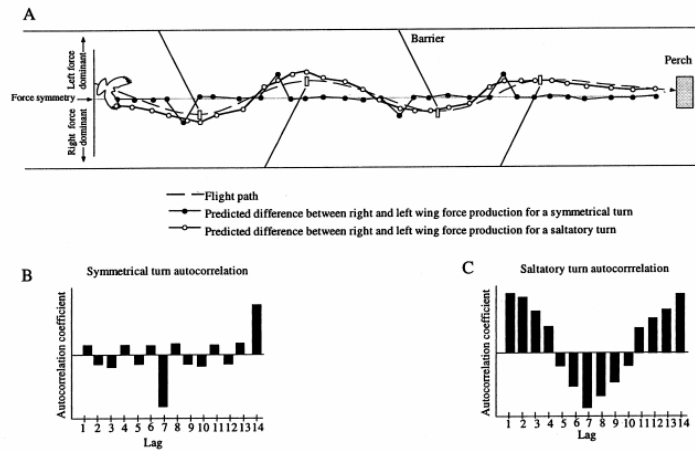 A
Barrier
Perch
Left force
dominant
Force symmetry
Right force
dominant
Flight path
Predicted difference between right and left wing force production for a symmetrical turn
Predicted difference between right and left wing force production for a saltatory turn
B
Symmetrical turn autocorrelation
Autocorrelation coefficient
1 2 3 4 5 6 7 8 9 10 11 12 13 14
Lag
C
Saltatory turn autocorrrelation
Autocorrelation coefficient
1 2 3 4 5 6 7 8 9 10 11 12 13 14
Lag